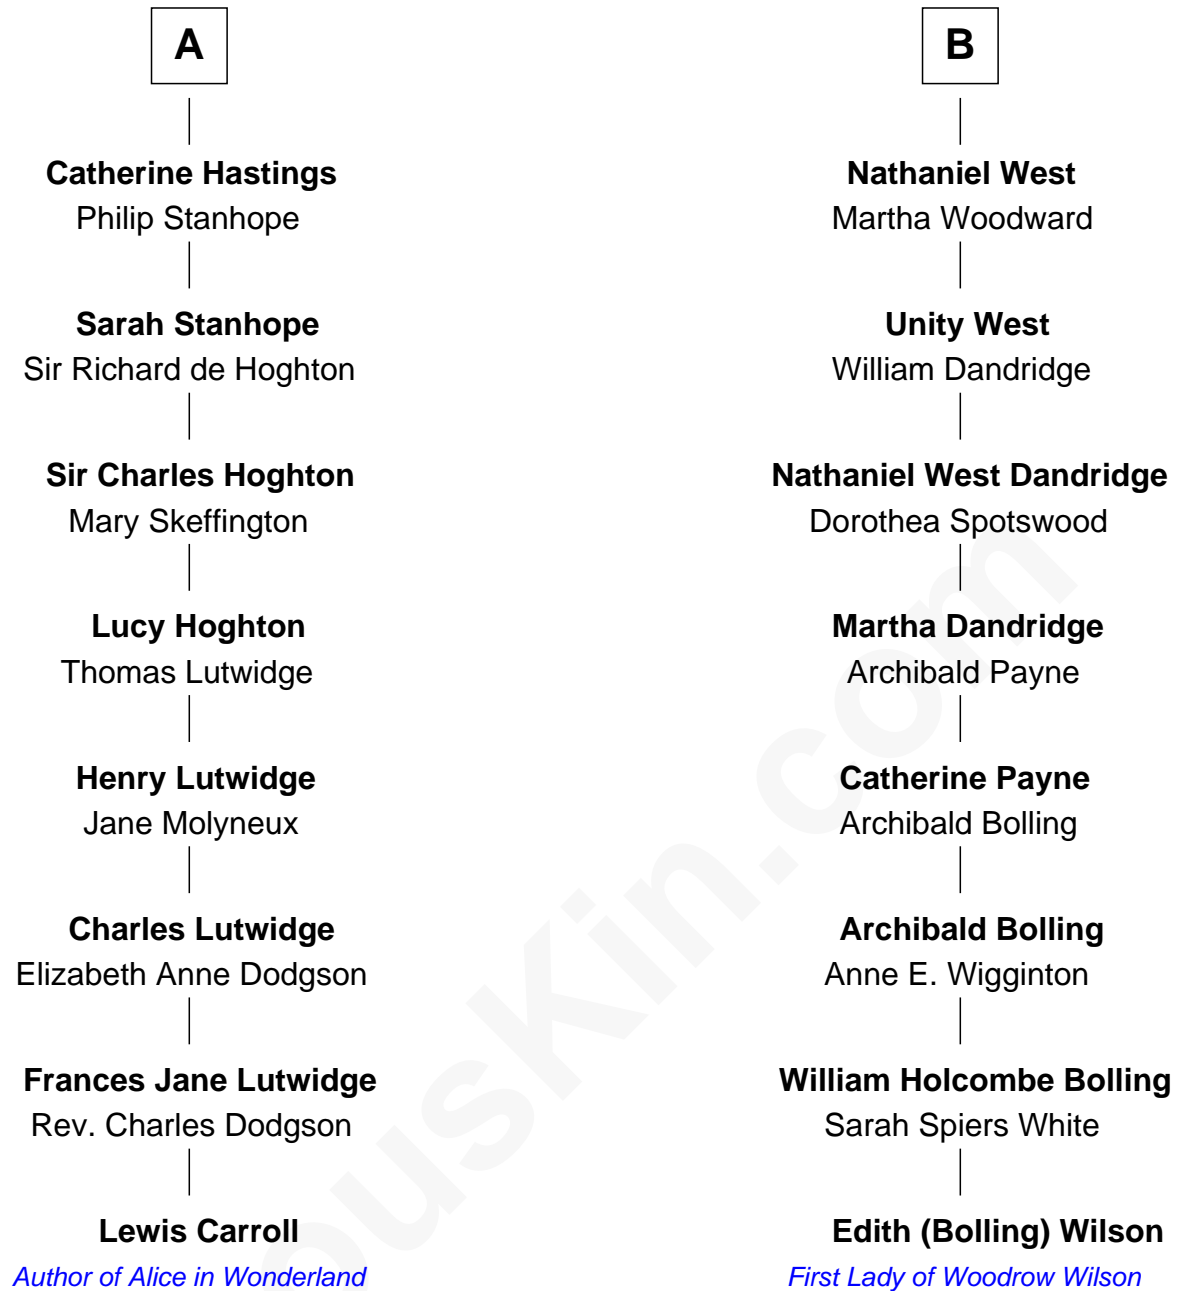 A
Catherine Hastings
Philip Stanhope
Sarah Stanhope
Sir Richard de Hoghton
Sir Charles Hoghton
Mary Skeffington
Lucy Hoghton
Thomas Lutwidge
Henry Lutwidge
Jane Molyneux
Charles Lutwidge
Elizabeth Anne Dodgson
Frances Jane Lutwidge
Rev. Charles Dodgson
Lewis Carroll
Author of Alice in Wonderland
B
Nathaniel West
Martha Woodward
Unity West
William Dandridge
Nathaniel West Dandridge
Dorothea Spotswood
Martha Dandridge
Archibald Payne
Catherine Payne
Archibald Bolling
Archibald Bolling
Anne E. Wigginton
William Holcombe Bolling
Sarah Spiers White
Edith (Bolling) Wilson
First Lady of Woodrow Wilson
ousKin.com